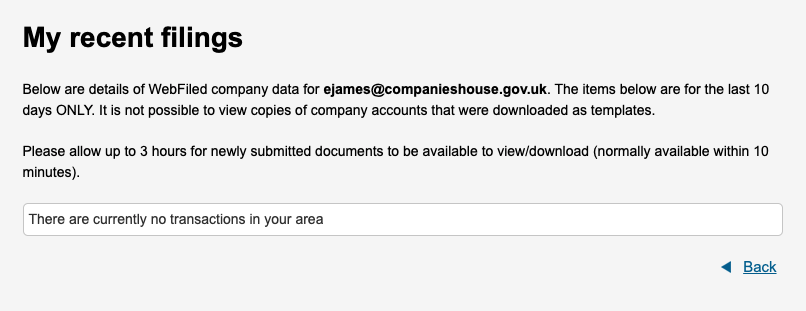 My recent filings
Below are details of WebFiled company data for ejames@companieshouse.gov.uk. The items below are for the last 10
days ONLY. It is not possible to view copies of company accounts that were downloaded as templates.
Please allow up to 3 hours for newly submitted documents to be available to view/download (normally available within 10
minutes).
There are currently no transactions in your area
Back